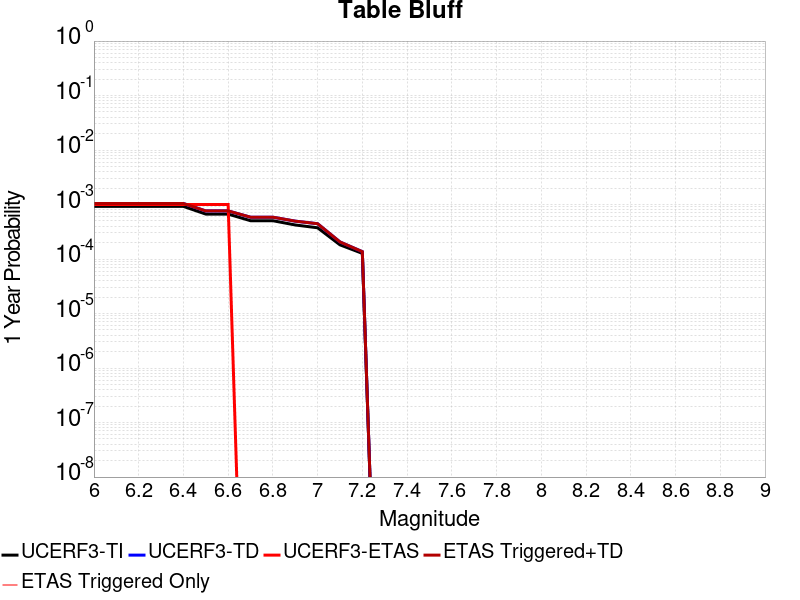 Table Bluff
10^0
10^-1
10^-2
10^-3
10^-4
10^-5
10^-6
10^-7
10^-8
1 Year Probability
6 6.2 6.4 6.6 6.8 7 7.2 7.4 7.6 7.8 8 8.2 8.4 8.6 8.8 9
Magnitude
UCERF3-TI UCERF3-TD UCERF3-ETAS ETAS Triggered+TD
ETAS Triggered Only